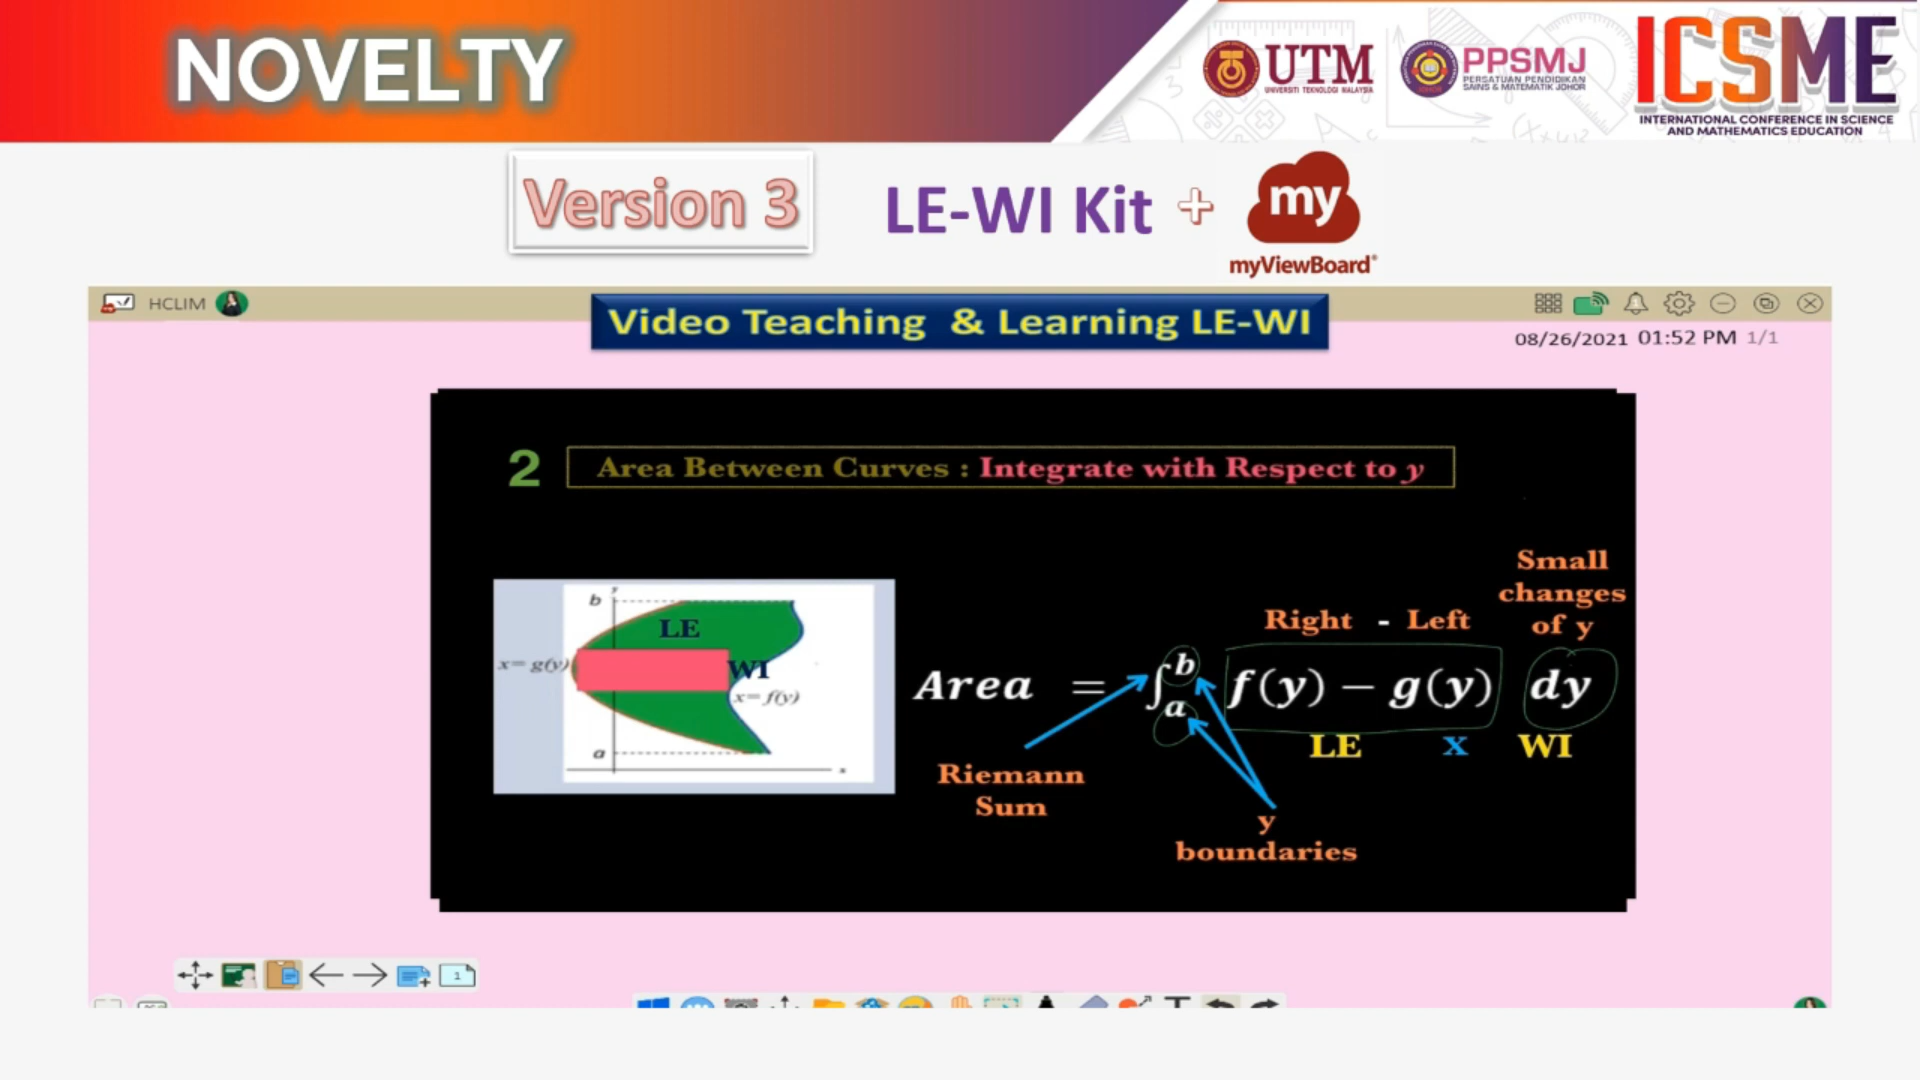 NOVELTY
UTM
UNIVERSITI TEKNOLOGI MALAYSIA
PPSMJ
PERSATUAN PENDIDIKAN
SAINS & MATEMATIK JOHOR
ICSME
INTERNATIONAL CONFERENCE IN SCIENCE
AND MATHEMATICS EDUCATION
Version 3
LE-WI Kit +
my
myViewBoard®
HCLIM
Video Teaching & Learning LE-WI
08/26/2021 01:52 PM 1/1
2
Area Between Curves : Integrate with Respect to y
y
b
LE
x= g(y)
WI
x= f(y)
a
x
Small
changes
of y
Right - Left
Area = ∫ₐᵇ f(y) − g(y) dy
LE x WI
Riemann
Sum
y
boundaries
1